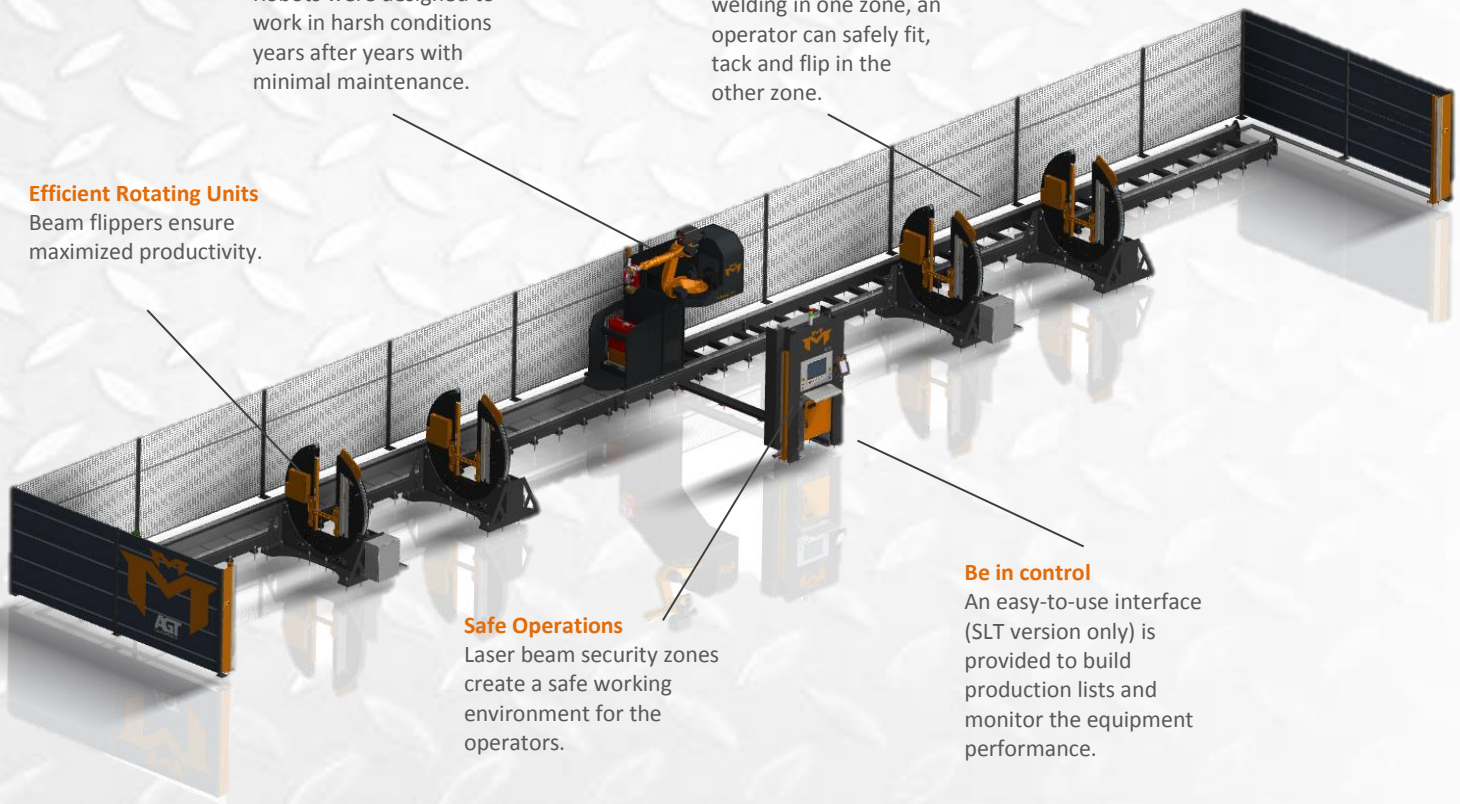 Robots were designed to
work in harsh conditions
years after years with
minimal maintenance.
welding in one zone, an
operator can safely fit,
tack and flip in the
other zone.
Efficient Rotating Units
Beam flippers ensure
maximized productivity.
Safe Operations
Laser beam security zones
create a safe working
environment for the
operators.
Be in control
An easy-to-use interface
(SLT version only) is
provided to build
production lists and
monitor the equipment
performance.
AGT